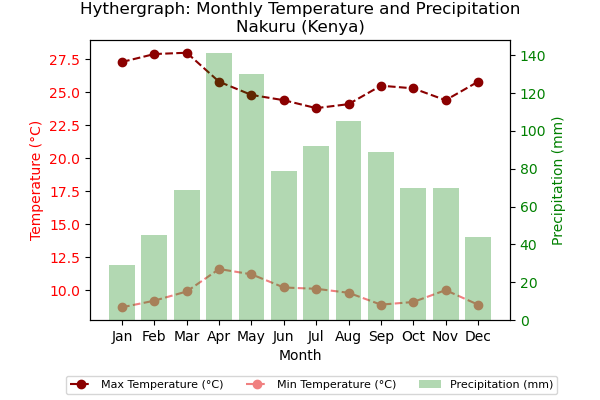 Hythergraph: Monthly Temperature and Precipitation
Nakuru (Kenya)
27.5
25.0
22.5
20.0
17.5
15.0
12.5
10.0
Temperature (°C)
140
120
100
80
60
40
20
0
Precipitation (mm)
Jan Feb Mar Apr May Jun Jul Aug Sep Oct Nov Dec
Month
Max Temperature (°C) Min Temperature (°C) Precipitation (mm)